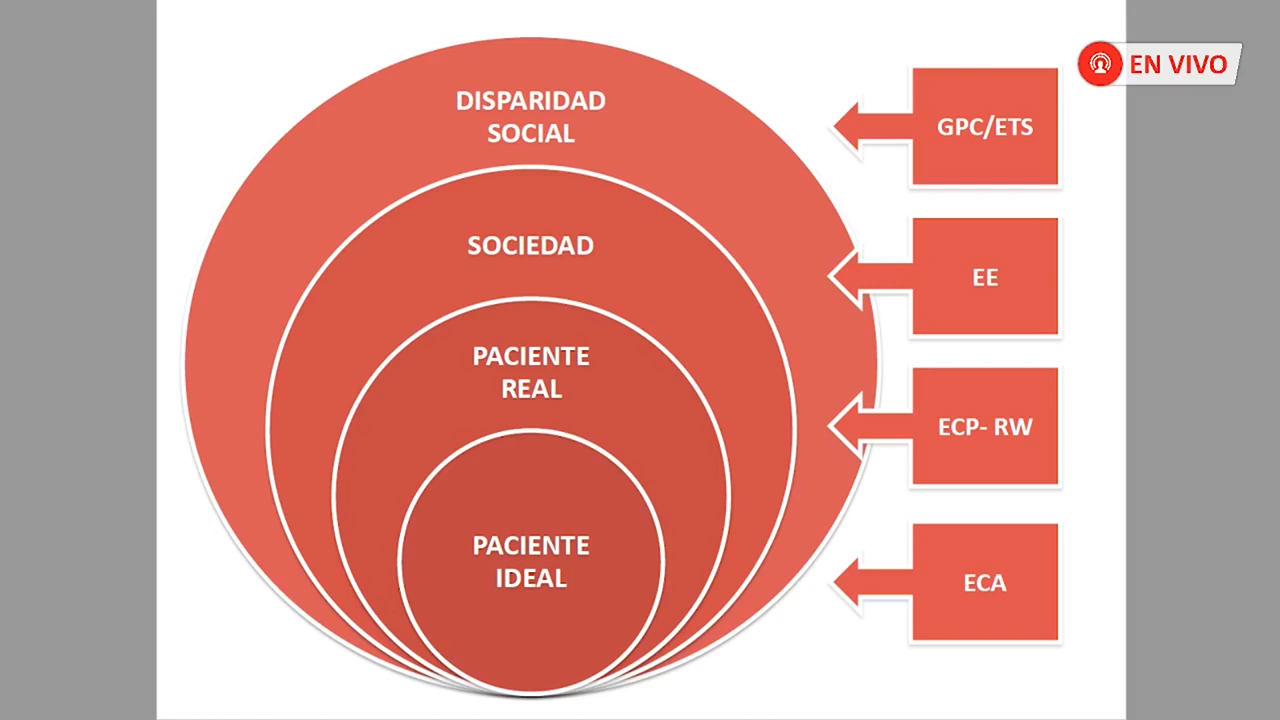 EN VIVO
DISPARIDAD
SOCIAL
GPC/ETS
SOCIEDAD
EE
PACIENTE
REAL
ECP- RW
PACIENTE
IDEAL
ECA